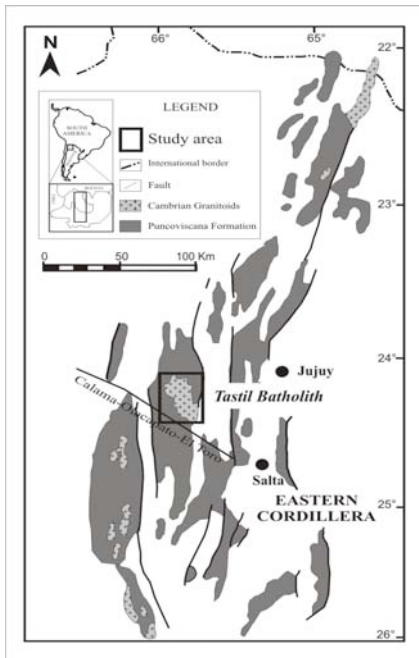 66°
65°
22°
N
LEGEND
SOUTH
AMERICA
Study area
International border
Fault
Cambrian Granitoids
Puncoviscana Formation
23°
0
50
100 Km
24°
Jujuy
Tastil Batholith
Calama-Olacapato-El Toro
Salta
EASTERN
CORDILLERA
25°
26°